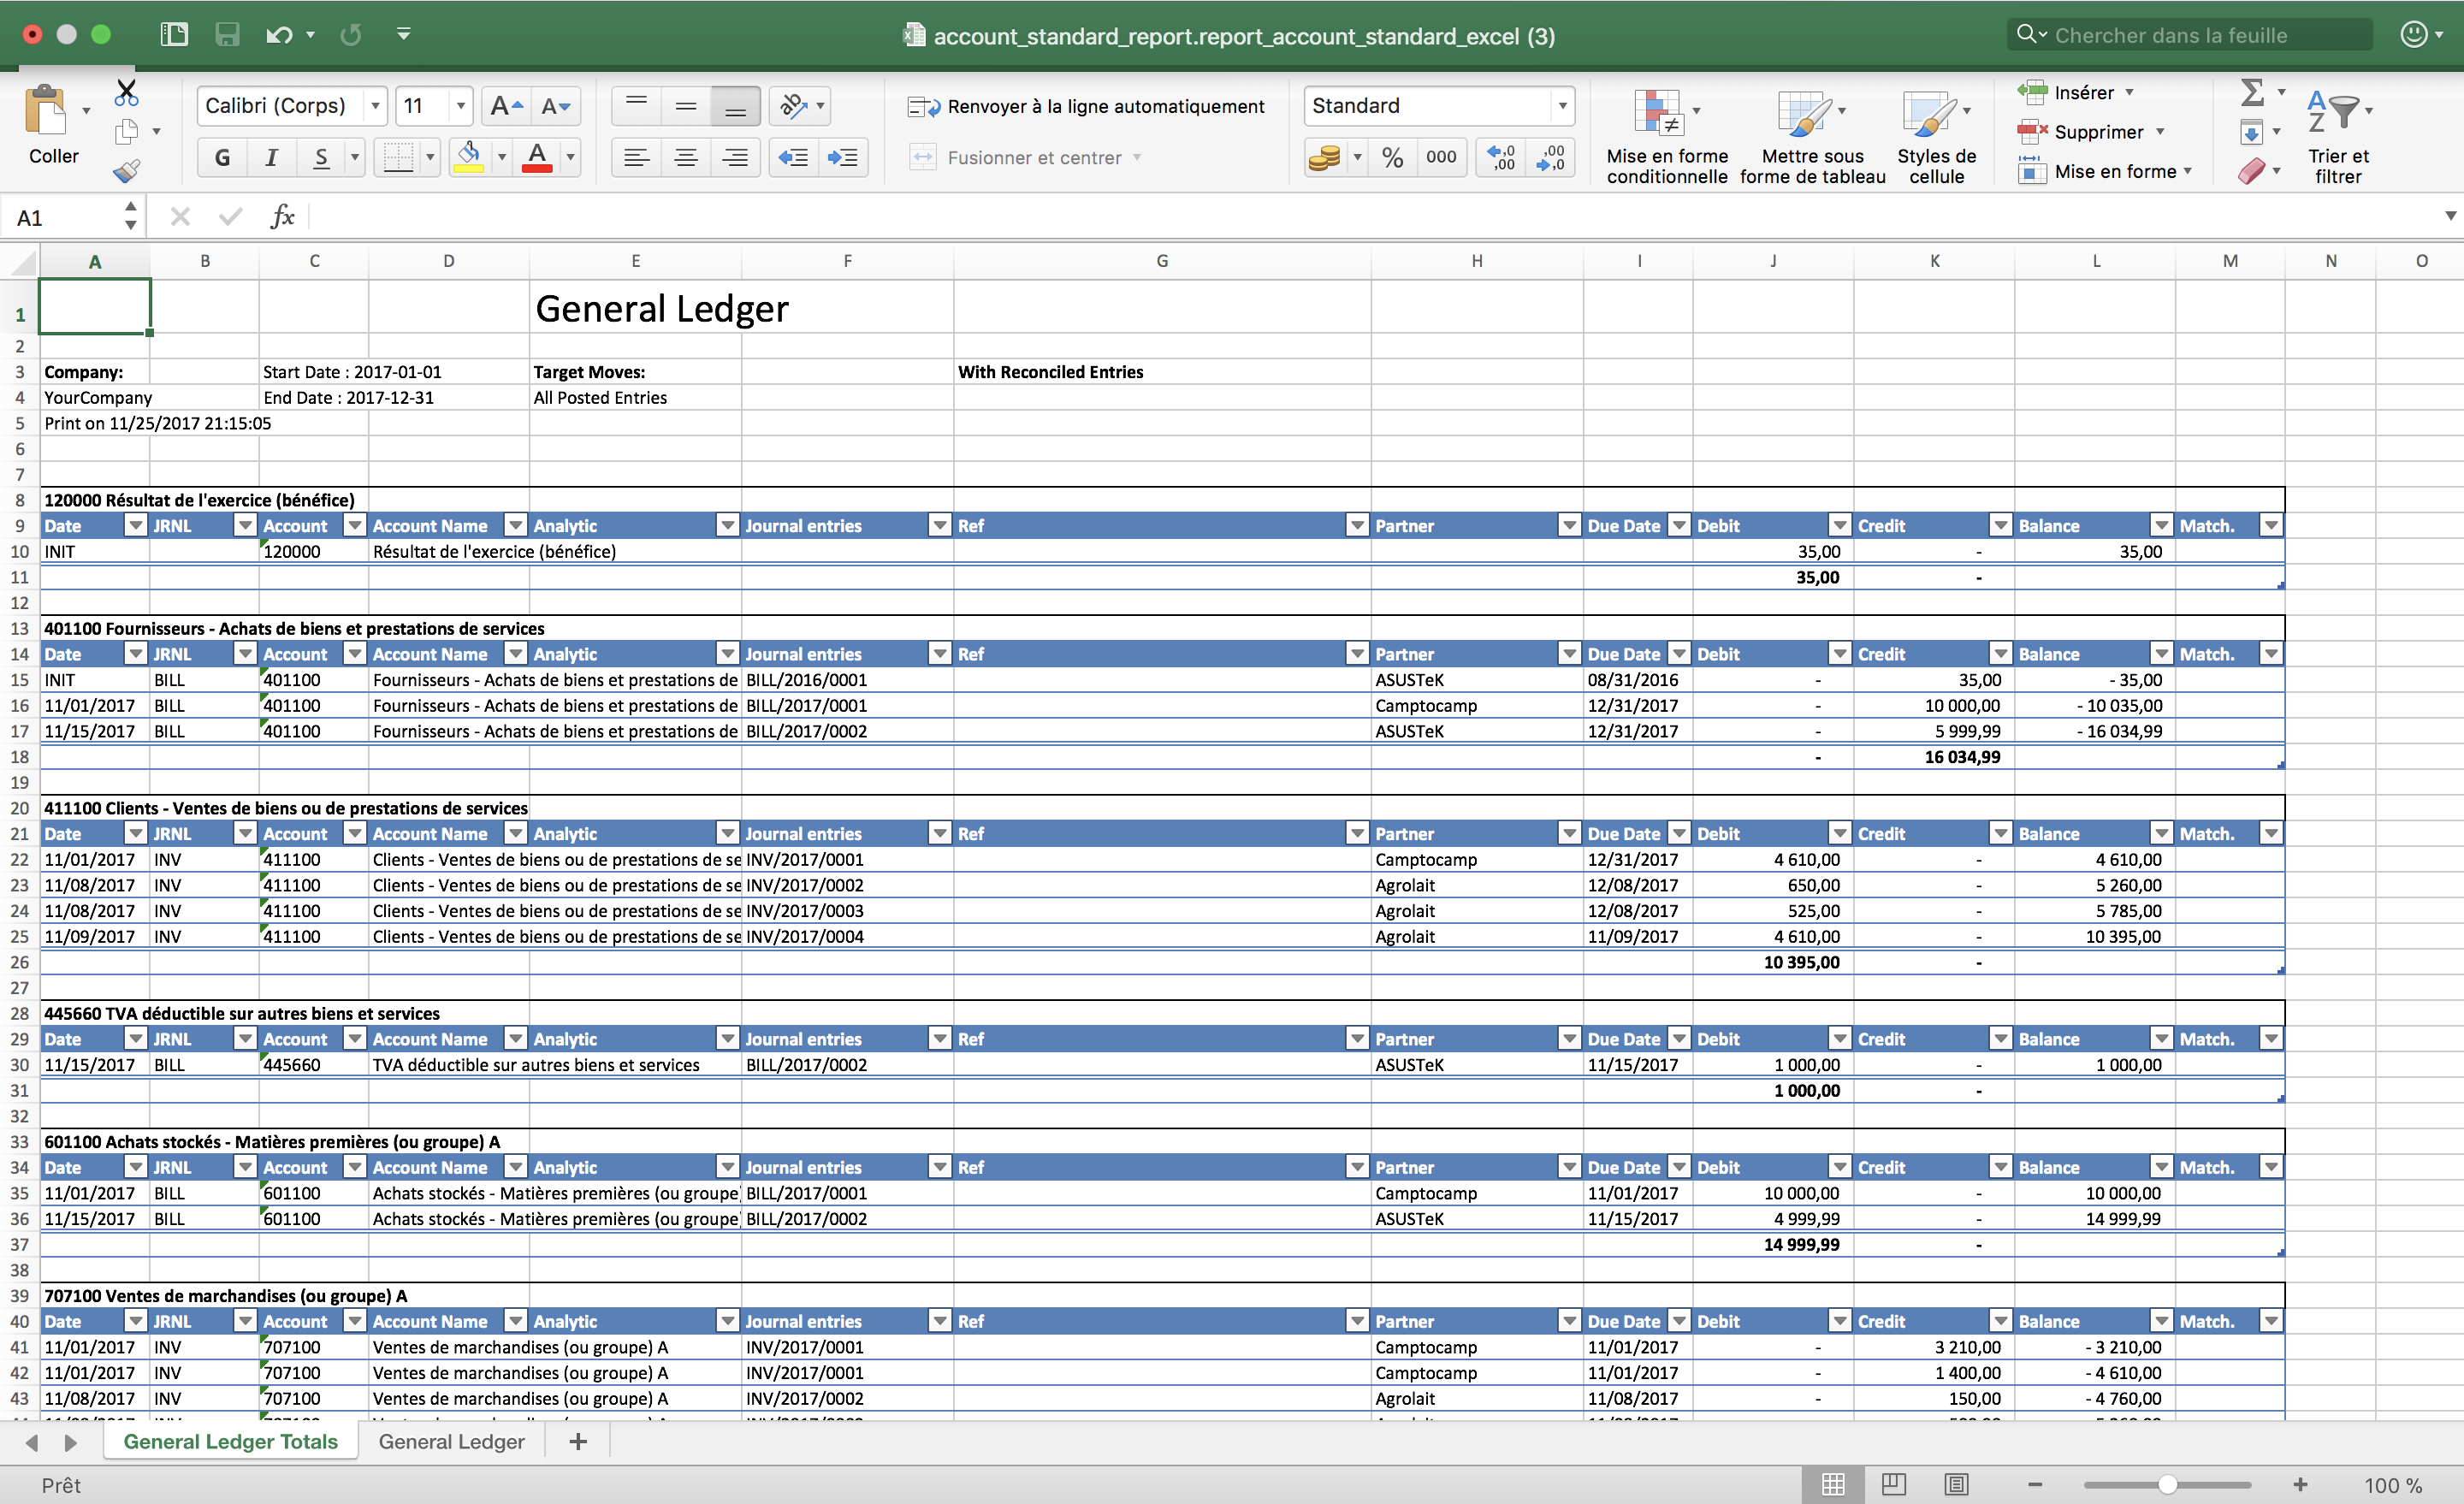 account_standard_report.report_account_standard_excel (3)
Chercher dans la feuille
Coller
Calibri (Corps) 11 A A
G I S A
Renvoyer à la ligne automatiquement
Fusionner et centrer
Standard
% 000 ,0 ,00 ,00 ,0
Mise en forme conditionnelle
Mettre sous forme de tableau
Styles de cellule
Insérer
Supprimer
Mise en forme
Σ
A Z
Trier et filtrer
A1 fx
A B C D E F G H I J K L M N O
1 General Ledger
2
3 Company: Start Date : 2017-01-01 Target Moves: With Reconciled Entries
4 YourCompany End Date : 2017-12-31 All Posted Entries
5 Print on 11/25/2017 21:15:05
6
7
8 120000 Résultat de l'exercice (bénéfice)
9 Date JRNL Account Account Name Analytic Journal entries Ref Partner Due Date Debit Credit Balance Match.
10 INIT 120000 Résultat de l'exercice (bénéfice) 35,00 - 35,00
11 35,00 -
12
13 401100 Fournisseurs - Achats de biens et prestations de services
14 Date JRNL Account Account Name Analytic Journal entries Ref Partner Due Date Debit Credit Balance Match.
15 INIT BILL 401100 Fournisseurs - Achats de biens et prestations de BILL/2016/0001 ASUSTeK 08/31/2016 - 35,00 - 35,00
16 11/01/2017 BILL 401100 Fournisseurs - Achats de biens et prestations de BILL/2017/0001 Camptocamp 12/31/2017 - 10 000,00 - 10 035,00
17 11/15/2017 BILL 401100 Fournisseurs - Achats de biens et prestations de BILL/2017/0002 ASUSTeK 12/31/2017 - 5 999,99 - 16 034,99
18 - 16 034,99
19
20 411100 Clients - Ventes de biens ou de prestations de services
21 Date JRNL Account Account Name Analytic Journal entries Ref Partner Due Date Debit Credit Balance Match.
22 11/01/2017 INV 411100 Clients - Ventes de biens ou de prestations de se INV/2017/0001 Camptocamp 12/31/2017 4 610,00 - 4 610,00
23 11/08/2017 INV 411100 Clients - Ventes de biens ou de prestations de se INV/2017/0002 Agrolait 12/08/2017 650,00 - 5 260,00
24 11/08/2017 INV 411100 Clients - Ventes de biens ou de prestations de se INV/2017/0003 Agrolait 12/08/2017 525,00 - 5 785,00
25 11/09/2017 INV 411100 Clients - Ventes de biens ou de prestations de se INV/2017/0004 Agrolait 11/09/2017 4 610,00 - 10 395,00
26 10 395,00 -
27
28 445660 TVA déductible sur autres biens et services
29 Date JRNL Account Account Name Analytic Journal entries Ref Partner Due Date Debit Credit Balance Match.
30 11/15/2017 BILL 445660 TVA déductible sur autres biens et services BILL/2017/0002 ASUSTeK 11/15/2017 1 000,00 - 1 000,00
31 1 000,00 -
32
33 601100 Achats stockés - Matières premières (ou groupe) A
34 Date JRNL Account Account Name Analytic Journal entries Ref Partner Due Date Debit Credit Balance Match.
35 11/01/2017 BILL 601100 Achats stockés - Matières premières (ou groupe) BILL/2017/0001 Camptocamp 11/01/2017 10 000,00 - 10 000,00
36 11/15/2017 BILL 601100 Achats stockés - Matières premières (ou groupe) BILL/2017/0002 ASUSTeK 11/15/2017 4 999,99 - 14 999,99
37 14 999,99 -
38
39 707100 Ventes de marchandises (ou groupe) A
40 Date JRNL Account Account Name Analytic Journal entries Ref Partner Due Date Debit Credit Balance Match.
41 11/01/2017 INV 707100 Ventes de marchandises (ou groupe) A INV/2017/0001 Camptocamp 11/01/2017 - 3 210,00 - 3 210,00
42 11/01/2017 INV 707100 Ventes de marchandises (ou groupe) A INV/2017/0001 Camptocamp 11/01/2017 - 1 400,00 - 4 610,00
43 11/08/2017 INV 707100 Ventes de marchandises (ou groupe) A INV/2017/0002 Agrolait 11/08/2017 - 150,00 - 4 760,00
General Ledger Totals General Ledger +
Prêt 100 %